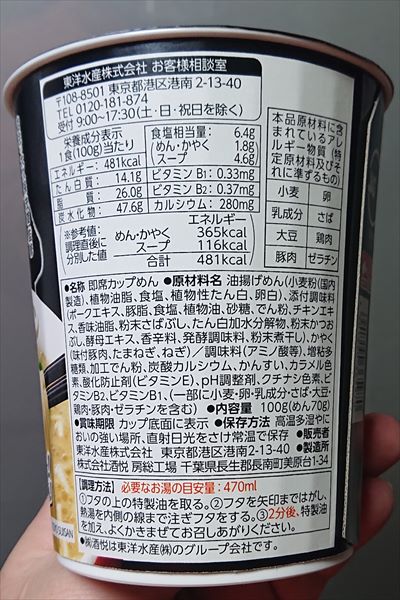 東洋水産株式会社 お客様相談室
〒108-8501 東京都港区港南2-13-40
TEL 0120-181-874
受付 9:00~17:30(土・日・祝日を除く)
栄養成分表示
1食(100g)当たり
エネルギー: 481kcal
たん白質: 14.1g
脂質: 26.0g
炭水化物: 47.6g
食塩相当量: 6.4g
(めん・かやく: 1.8g
スープ: 4.6g)
ビタミンB1: 0.33mg
ビタミンB2: 0.37mg
カルシウム: 280mg
※参考値:
調理直後に
分別した値
エネルギー
めん・かやく 365kcal
スープ 116kcal
合計 481kcal
本品原材料に含
まれているアレ
ルギー物質(特
定原材料及びそ
れに準ずるもの)
小麦 卵
乳成分 さば
大豆 鶏肉
豚肉 ゼラチン
●名称 即席カップめん ●原材料名 油揚げめん(小麦粉(国内
製造)、植物油脂、食塩、植物性たん白、卵白)、添付調味料
(ポークエキス、豚脂、食塩、植物油、砂糖、でん粉、チキンエキ
ス、香味油脂、粉末さばぶし、たん白加水分解物、粉末かつお
ぶし、酵母エキス、香辛料、発酵調味料、粉末煮干し)、かやく
(味付豚肉、たまねぎ、ねぎ)/調味料(アミノ酸等)、増粘多
糖類、加工でん粉、炭酸カルシウム、かんすい、カラメル色
素、酸化防止剤(ビタミンE)、pH調整剤、クチナシ色素、ビ
タミンB2、ビタミンB1、(一部に小麦・卵・乳成分・さば・大豆・
鶏肉・豚肉・ゼラチンを含む) ●内容量 100g(めん70g)
●賞味期限 カップ底面に表示 ●保存方法 高温多湿やに
おいの強い場所、直射日光をさけ常温で保存 ●販売者
東洋水産株式会社 東京都港区港南2-13-40 ●製造所
株式会社酒悦 房総工場 千葉県長生郡長南町美原台1-34
【調理方法】 必要なお湯の目安量:470ml
①フタの上の特製油を取る。②フタを矢印まではがし、
熱湯を内側の線まで注ぎフタをする。③2分後、特製油
を加え、よくかきまぜてお召しあがりください。
●㈱酒悦は東洋水産㈱のグループ会社です。